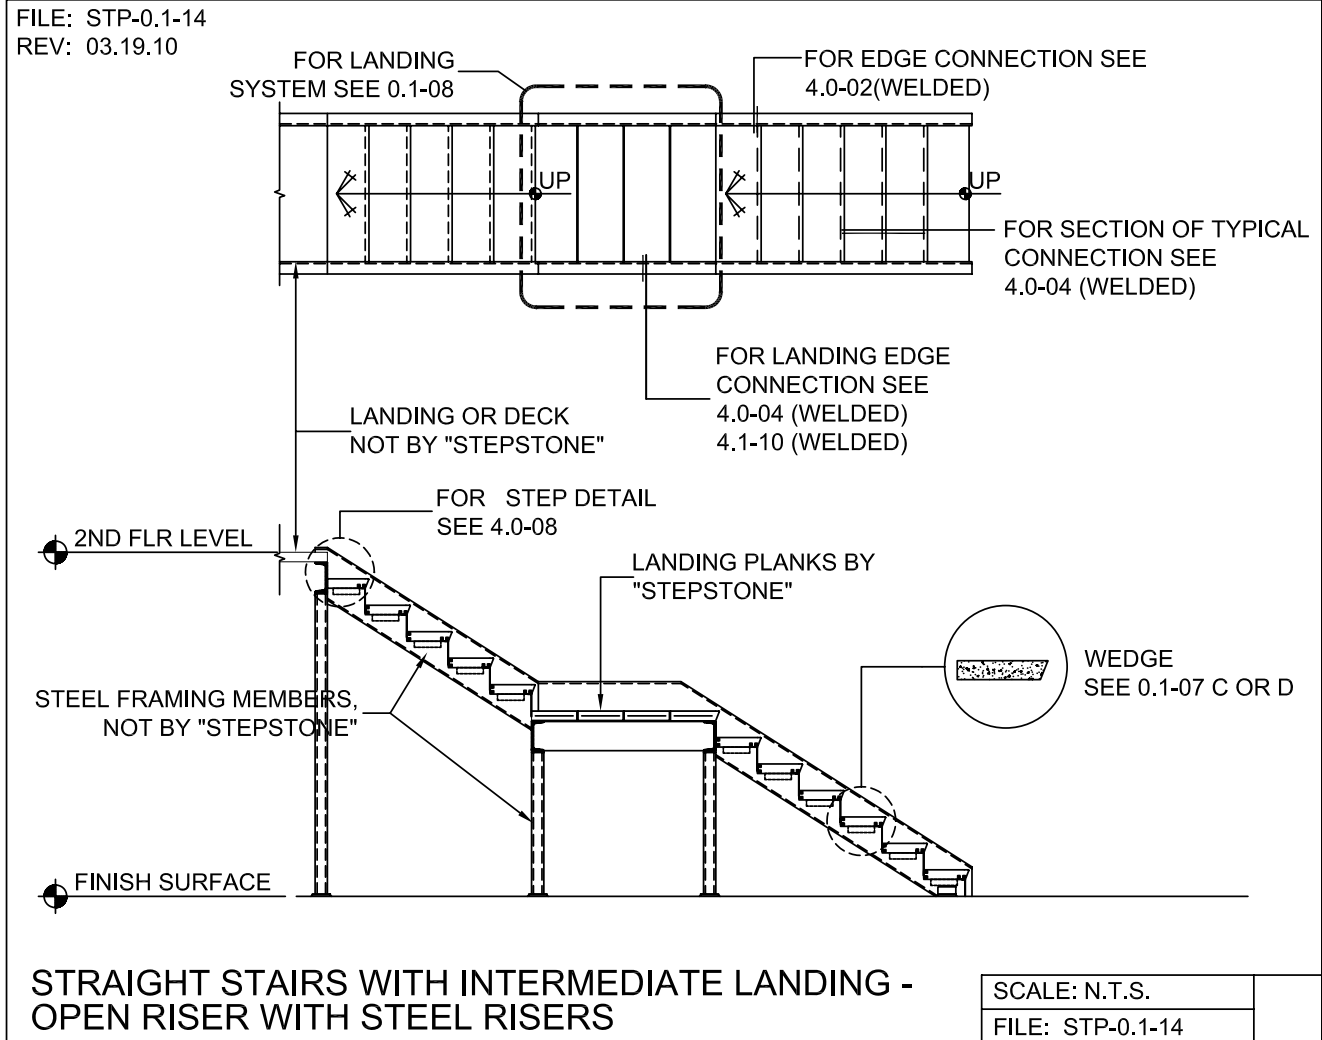 FILE: STP-0.1-14
REV: 03.19.10
FOR LANDING
SYSTEM SEE 0.1-08
FOR EDGE CONNECTION SEE
4.0-02(WELDED)
UP
UP
FOR SECTION OF TYPICAL
CONNECTION SEE
4.0-04 (WELDED)
FOR LANDING EDGE
CONNECTION SEE
4.0-04 (WELDED)
4.1-10 (WELDED)
LANDING OR DECK
NOT BY "STEPSTONE"
FOR STEP DETAIL
SEE 4.0-08
2ND FLR LEVEL
LANDING PLANKS BY
"STEPSTONE"
WEDGE
SEE 0.1-07 C OR D
STEEL FRAMING MEMBERS,
NOT BY "STEPSTONE"
FINISH SURFACE
STRAIGHT STAIRS WITH INTERMEDIATE LANDING -
OPEN RISER WITH STEEL RISERS
SCALE: N.T.S.
FILE: STP-0.1-14